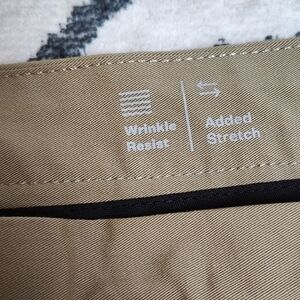 Wrinkle
Resist
Added
Stretch